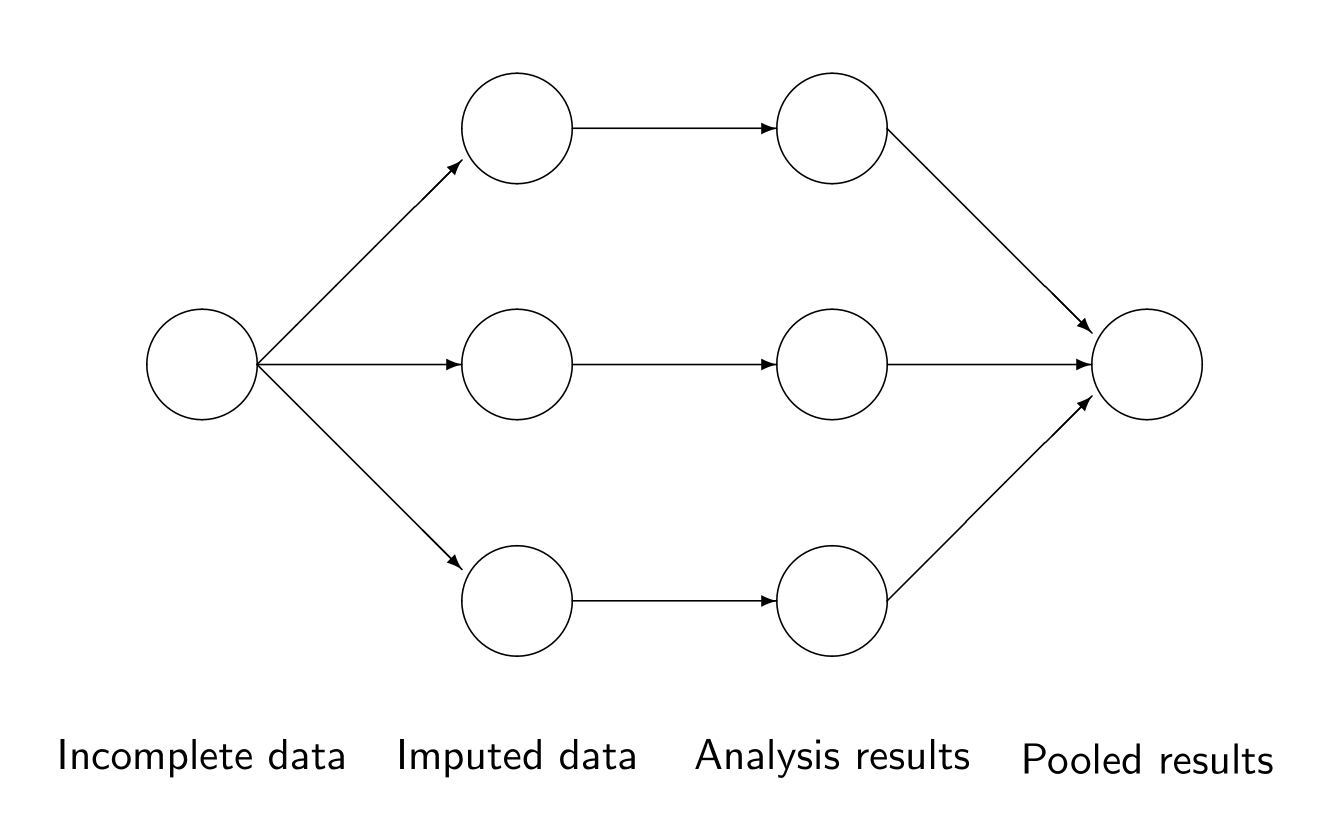 Incomplete data Imputed data Analysis results Pooled results